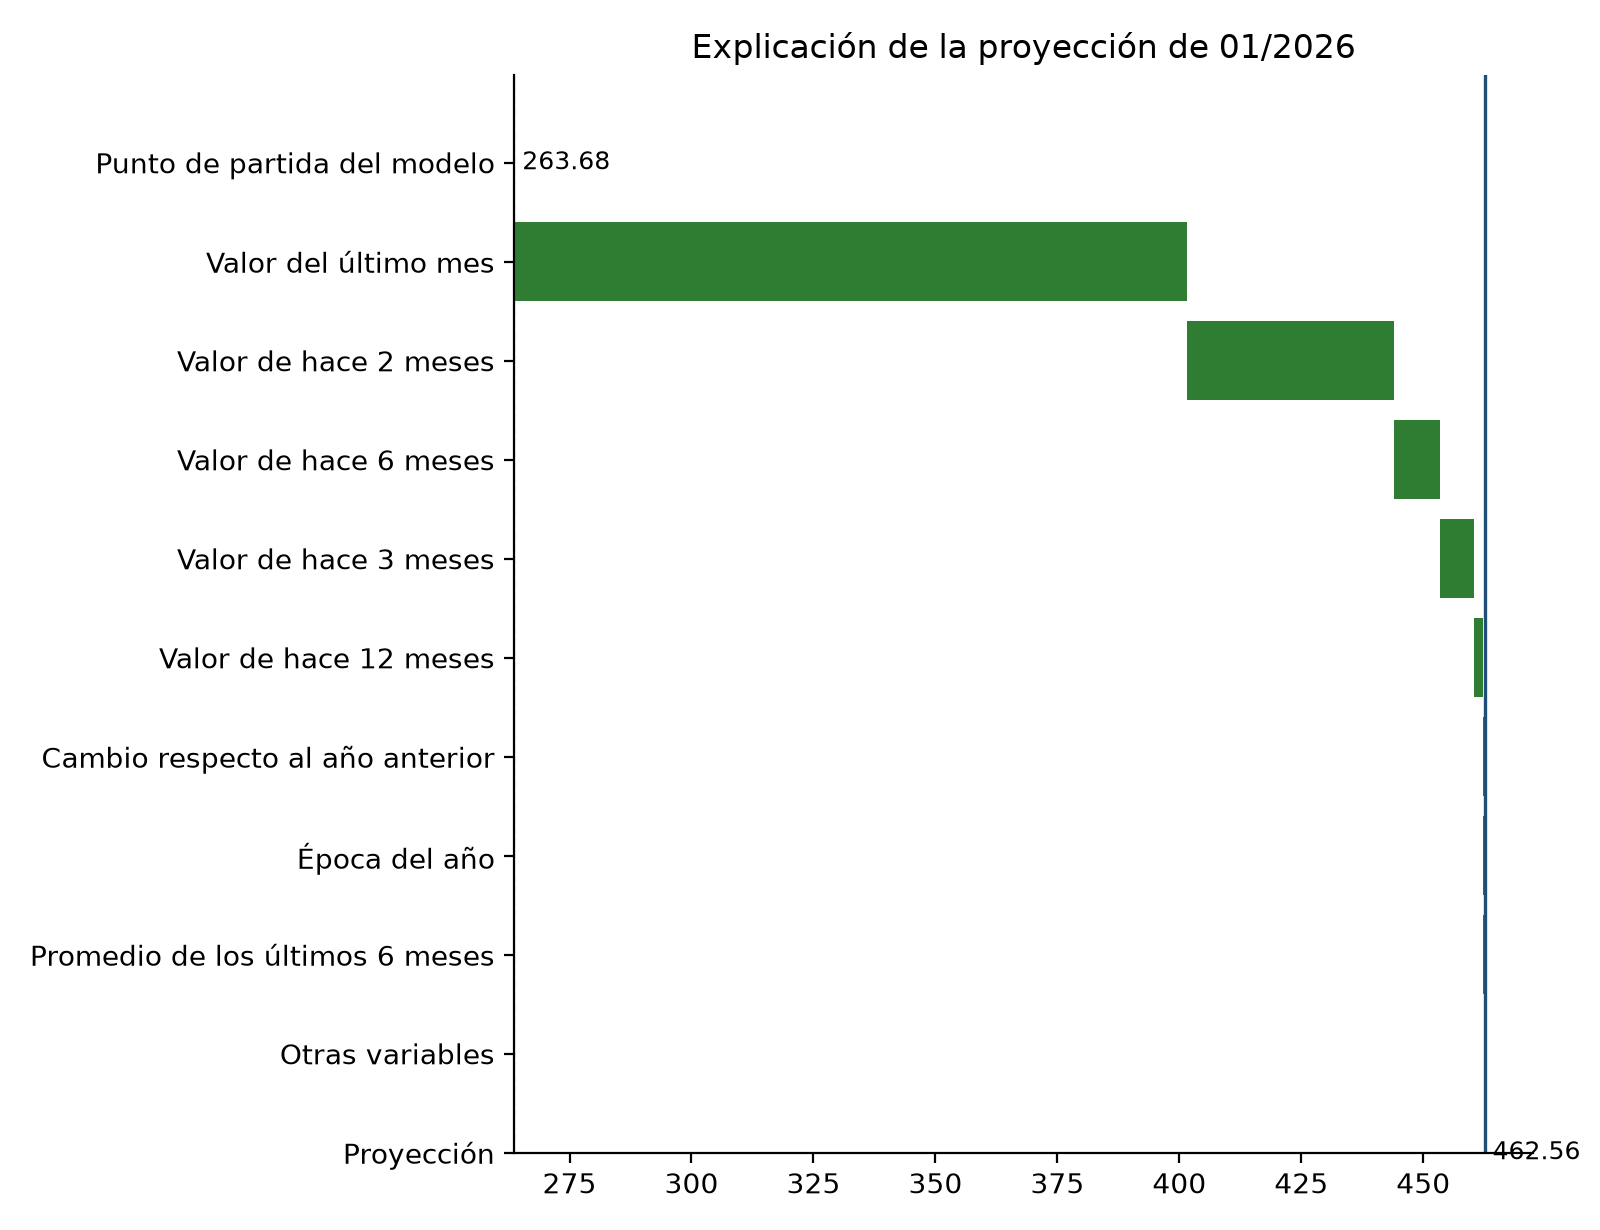 Explicación de la proyección de 01/2026
Punto de partida del modelo
263.68
Valor del último mes
Valor de hace 2 meses
Valor de hace 6 meses
Valor de hace 3 meses
Valor de hace 12 meses
Cambio respecto al año anterior
Época del año
Promedio de los últimos 6 meses
Otras variables
Proyección
462.56
275 300 325 350 375 400 425 450